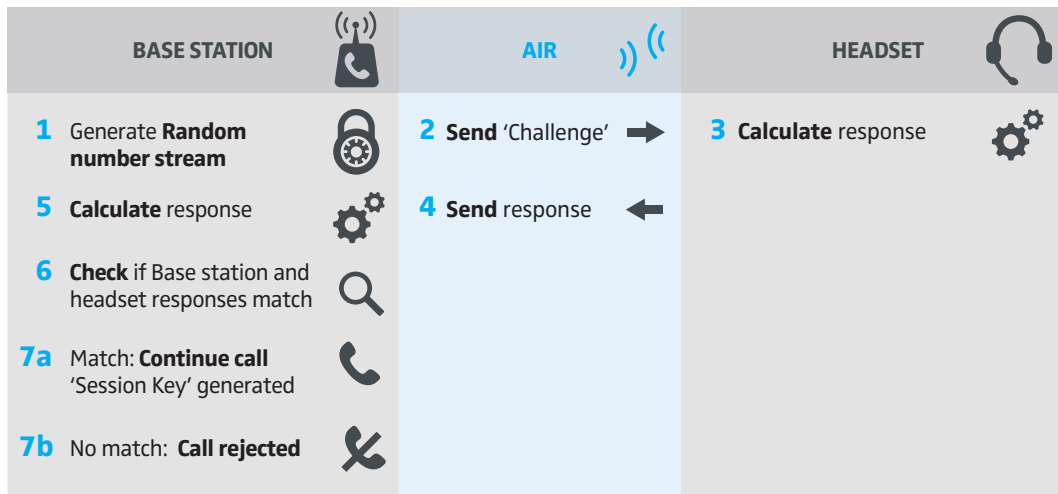 BASE STATION
AIR
HEADSET
1 Generate Random
number stream
2 Send 'Challenge'
3 Calculate response
5 Calculate response
4 Send response
6 Check if Base station and
headset responses match
7a Match: Continue call
'Session Key' generated
7b No match: Call rejected